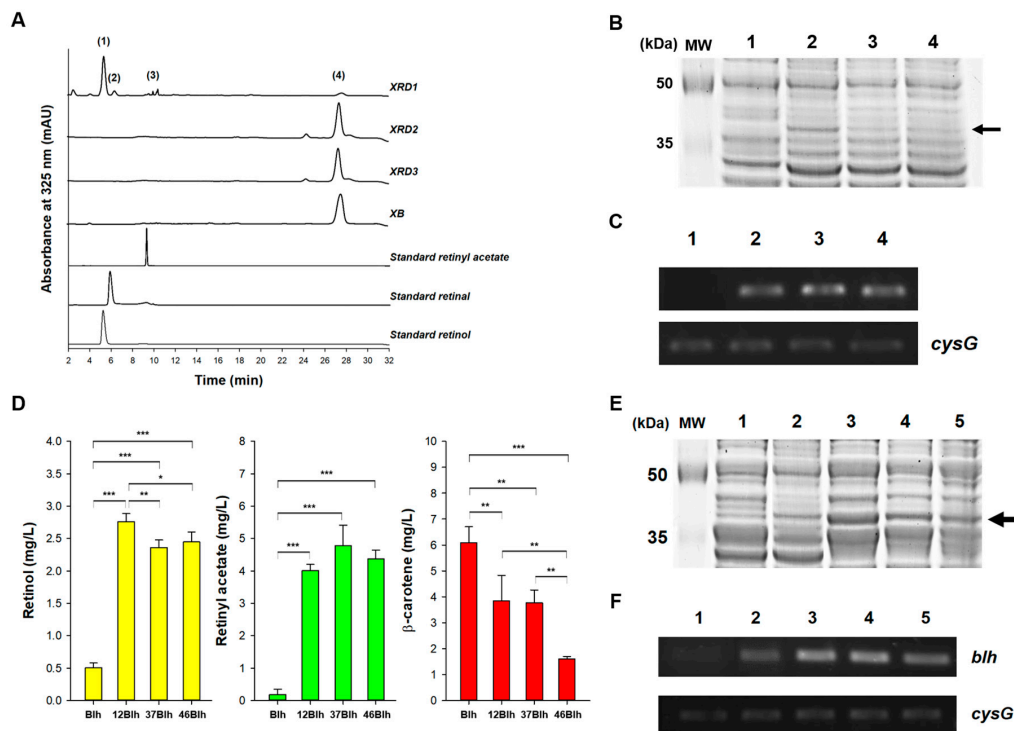 A
(1)
(2)
(3)
(4)
XRD1
XRD2
XRD3
XB
Standard retinyl acetate
Standard retinal
Standard retinol
Absorbance at 325 nm (mAU)
2 4 6 8 10 12 14 16 18 20 22 24 26 28 30 32
Time (min)
B
(kDa) MW 1 2 3 4
50
35
C
1 2 3 4
cysG
D
Retinol (mg/L)
4.0
3.5
3.0
2.5
2.0
1.5
1.0
0.5
0.0
***
***
*
***
**
Blh 12Blh 37Blh 46Blh
Retinyl acetate (mg/L)
8
6
4
2
0
***
***
***
Blh 12Blh 37Blh 46Blh
β-carotene (mg/L)
10
9
8
7
6
5
4
3
2
1
0
***
**
**
**
**
Blh 12Blh 37Blh 46Blh
E
(kDa) MW 1 2 3 4 5
50
35
F
1 2 3 4 5
blh
cysG